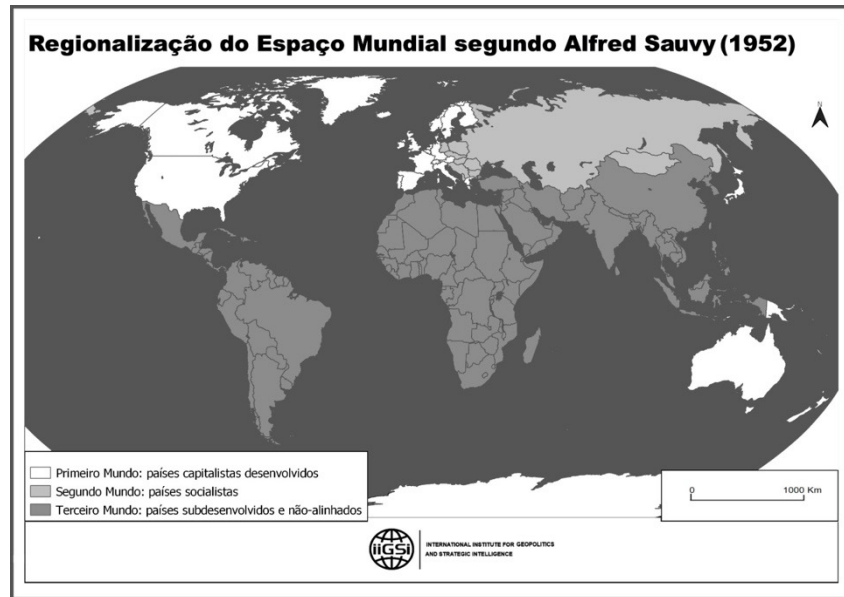 Regionalização do Espaço Mundial segundo Alfred Sauvy (1952)
N
Primeiro Mundo: países capitalistas desenvolvidos
Segundo Mundo: países socialistas
Terceiro Mundo: países subdesenvolvidos e não-alinhados
0 1000 Km
iiGSi
INTERNATIONAL INSTITUTE FOR GEOPOLITICS
AND STRATEGIC INTELLIGENCE